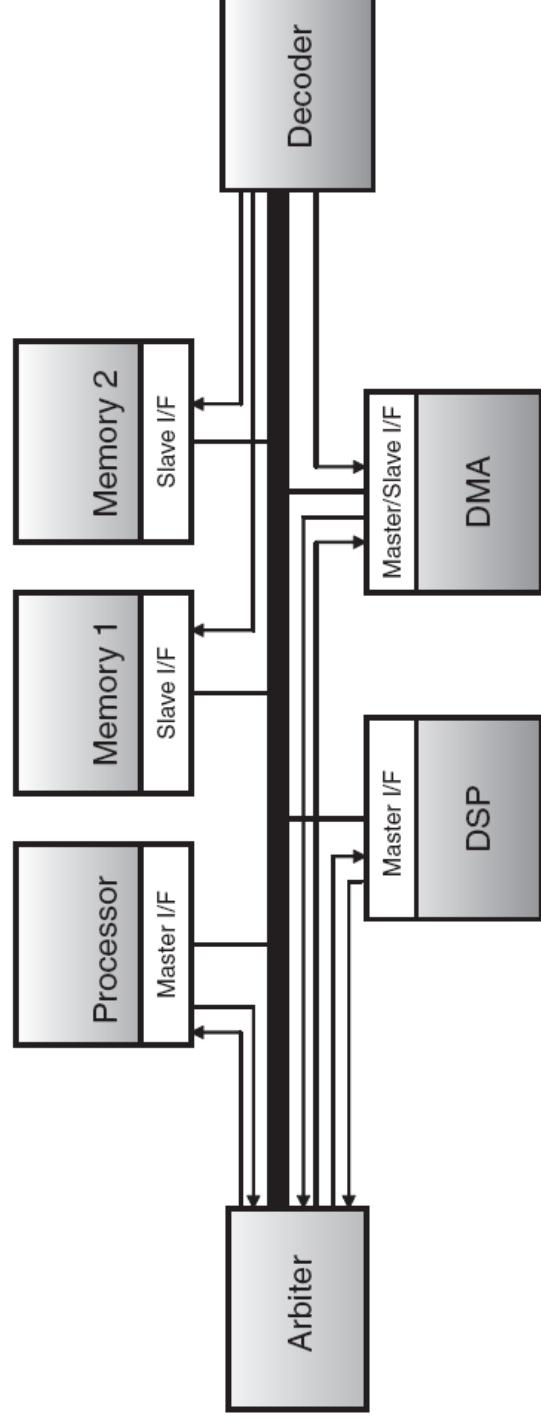 Processor
Master I/F
Memory 1
Slave I/F
Memory 2
Slave I/F
Arbiter
Decoder
Master I/F
DSP
Master/Slave I/F
DMA